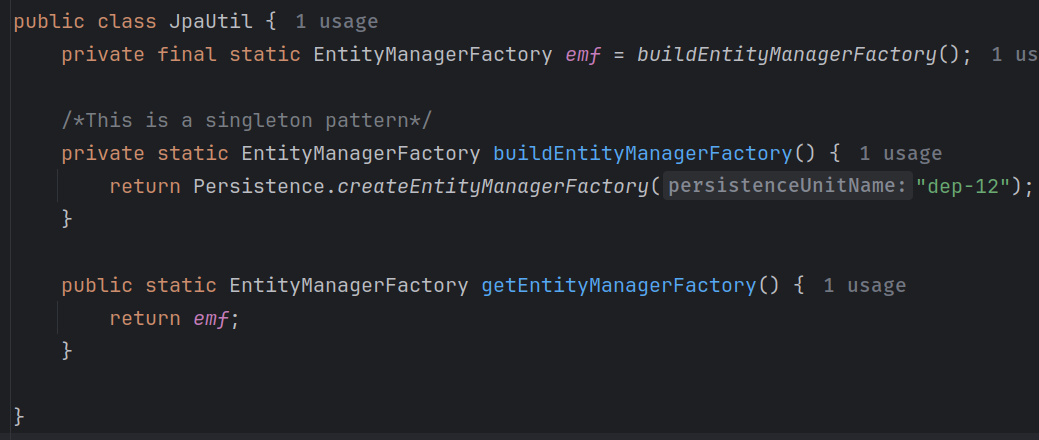 public class JpaUtil { 1 usage
private final static EntityManagerFactory emf = buildEntityManagerFactory(); 1 us
/*This is a singleton pattern*/
private static EntityManagerFactory buildEntityManagerFactory() { 1 usage
return Persistence.createEntityManagerFactory( persistenceUnitName: "dep-12");
}
public static EntityManagerFactory getEntityManagerFactory() { 1 usage
return emf;
}
}